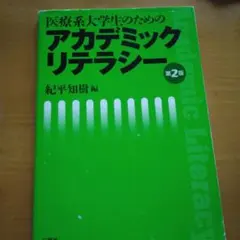 医療系大学生のための
アカデミック
リテラシー
第2版
紀平知樹 編
Literacy